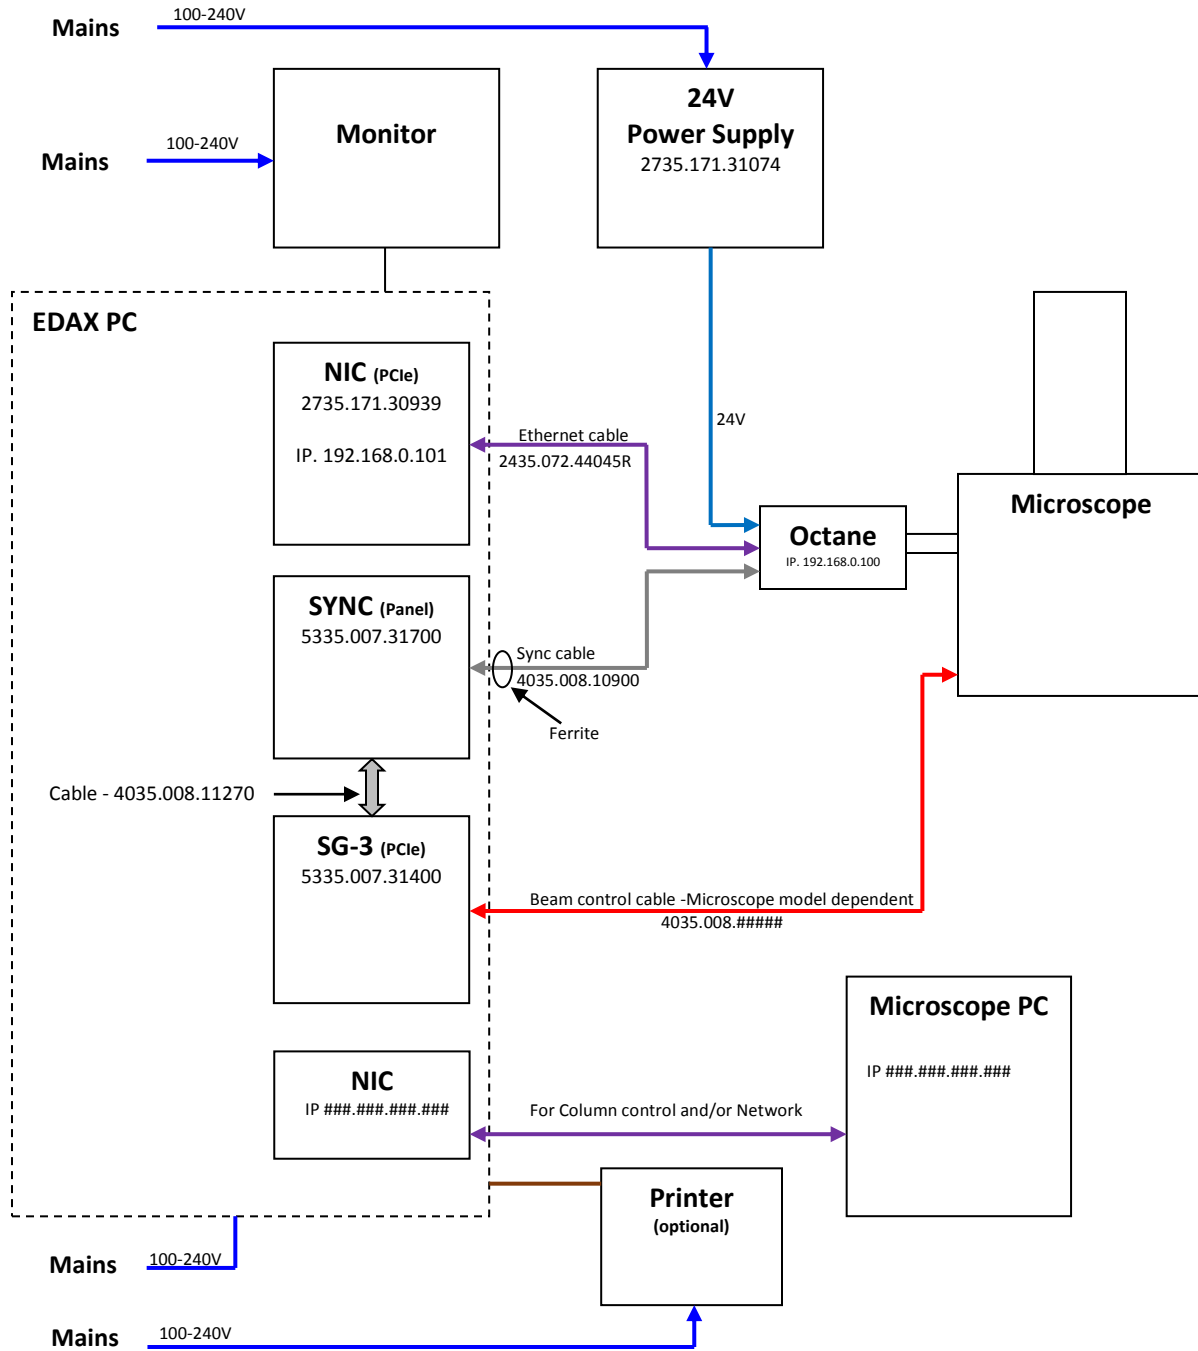 Mains
100-240V
24V
Power Supply
2735.171.31074
Monitor
Mains
100-240V
EDAX PC
NIC (PCIe)
2735.171.30939
IP. 192.168.0.101
Ethernet cable
2435.072.44045R
24V
Microscope
Octane
IP. 192.168.0.100
SYNC (Panel)
5335.007.31700
Sync cable
4035.008.10900
Ferrite
Cable - 4035.008.11270
SG-3 (PCIe)
5335.007.31400
Beam control cable -Microscope model dependent
4035.008.#####
Microscope PC
IP ###.###.###.###
NIC
IP ###.###.###.###
For Column control and/or Network
Printer
(optional)
Mains
100-240V
Mains
100-240V